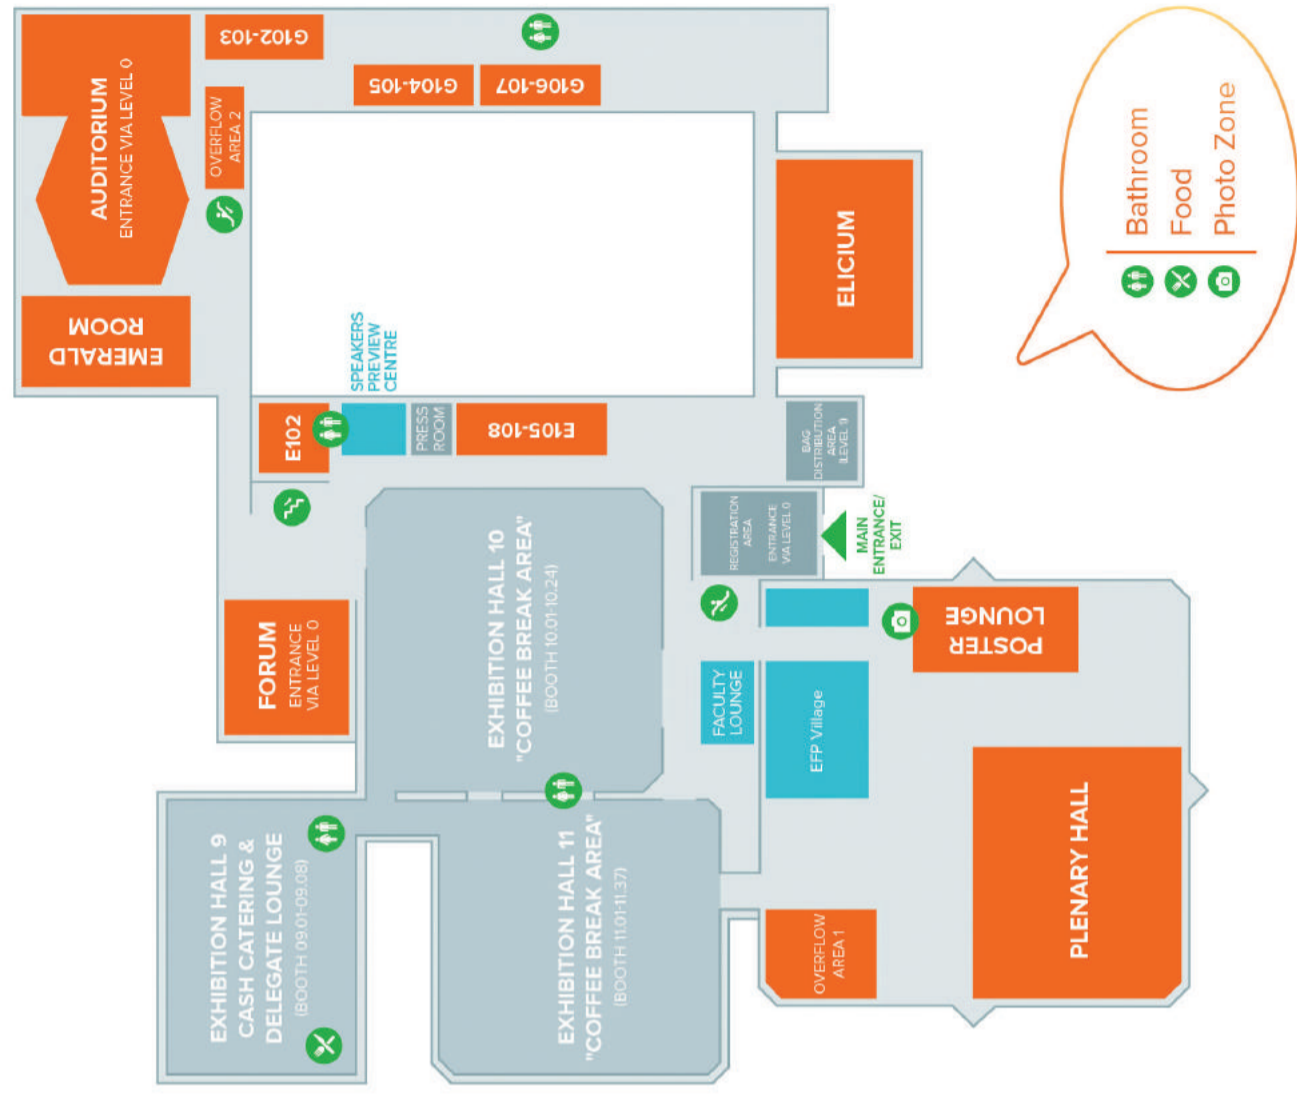 EXHIBITION HALL 9
CASH CATERING &
DELEGATE LOUNGE
(BOOTH 09.01-09.08)
EXHIBITION HALL 11
"COFFEE BREAK AREA"
(BOOTH 11.01-11.37)
OVERFLOW
AREA 1
PLENARY HALL
FORUM
ENTRANCE
VIA LEVEL 0
EXHIBITION HALL 10
"COFFEE BREAK AREA"
(BOOTH 10.01-10.24)
FACULTY
LOUNGE
EFP Village
POSTER
LOUNGE
REGISTRATION
AREA
ENTRANCE
VIA LEVEL 0
MAIN
ENTRANCE/
EXIT
BAG
DISTRIBUTION
AREA
(LEVEL 1)
E102
SPEAKERS
PREVIEW
CENTRE
PRESS
ROOM
E105-108
EMERALD
ROOM
AUDITORIUM
ENTRANCE VIA LEVEL 0
OVERFLOW
AREA 2
G102-103
G104-105
G106-107
ELICIUM
Bathroom
Food
Photo Zone